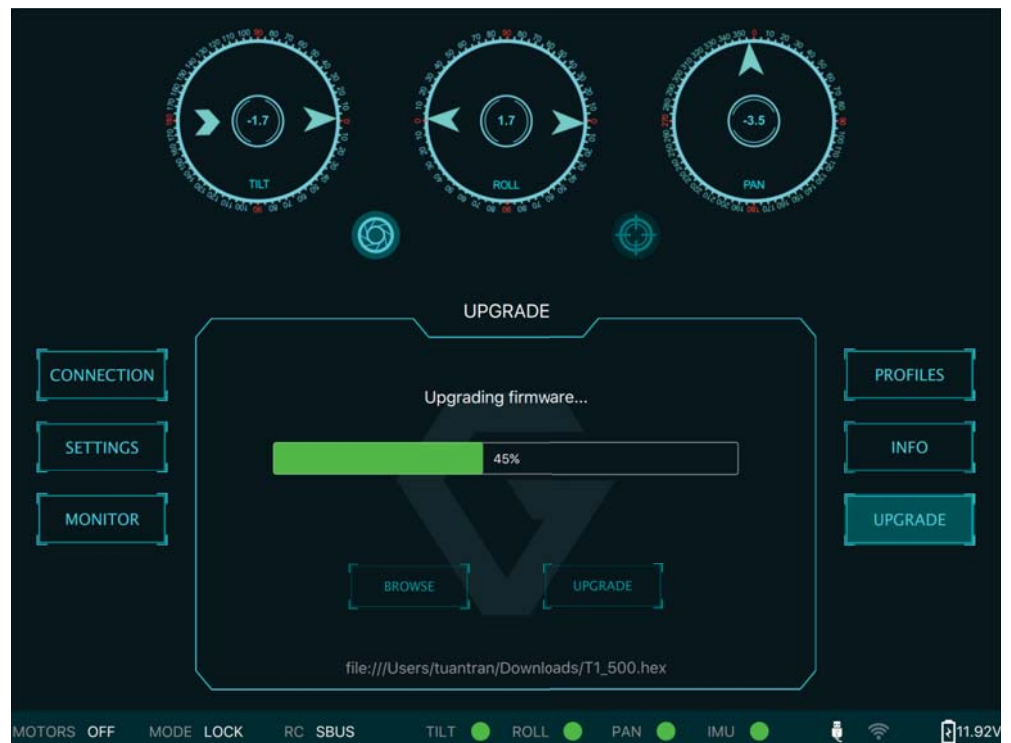 -1.7
TILT
1.7
ROLL
-3.5
PAN
UPGRADE
CONNECTION
SETTINGS
MONITOR
Upgrading firmware...
45%
BROWSE UPGRADE
file:///Users/tuantran/Downloads/T1_500.hex
PROFILES
INFO
UPGRADE
MOTORS OFF MODE LOCK RC SBUS TILT ROLL PAN IMU 11.92V